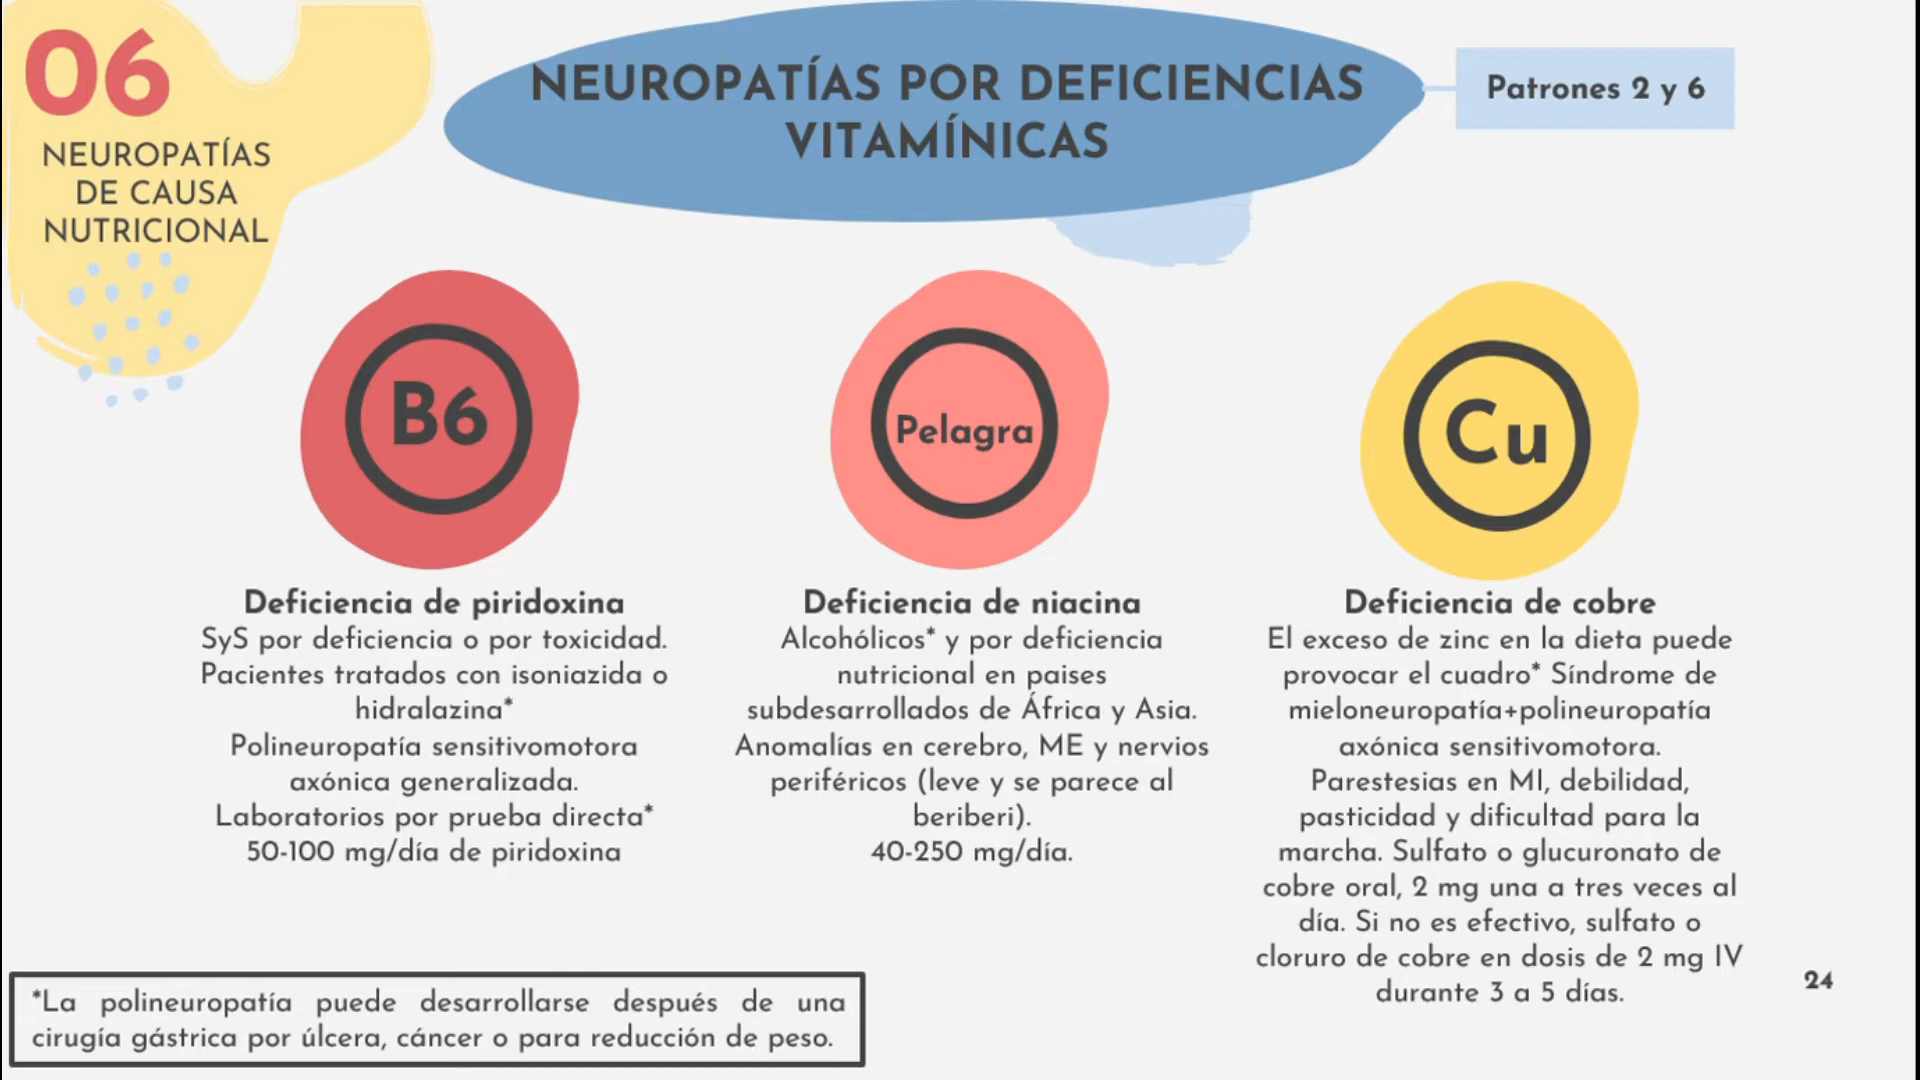 06
NEUROPATÍAS
DE CAUSA
NUTRICIONAL
NEUROPATÍAS POR DEFICIENCIAS
VITAMÍNICAS
Patrones 2 y 6
B6
Deficiencia de piridoxina
SyS por deficiencia o por toxicidad.
Pacientes tratados con isoniazida o
hidralazina*
Polineuropatía sensitivomotora
axónica generalizada.
Laboratorios por prueba directa*
50-100 mg/día de piridoxina
Pelagra
Deficiencia de niacina
Alcohólicos* y por deficiencia
nutricional en paises
subdesarrollados de África y Asia.
Anomalías en cerebro, ME y nervios
periféricos (leve y se parece al
beriberi).
40-250 mg/día.
Cu
Deficiencia de cobre
El exceso de zinc en la dieta puede
provocar el cuadro* Síndrome de
mieloneuropatía+polineuropatía
axónica sensitivomotora.
Parestesias en MI, debilidad,
pasticidad y dificultad para la
marcha. Sulfato o glucuronato de
cobre oral, 2 mg una a tres veces al
día. Si no es efectivo, sulfato o
cloruro de cobre en dosis de 2 mg IV
durante 3 a 5 días.
*La polineuropatía puede desarrollarse después de una
cirugía gástrica por úlcera, cáncer o para reducción de peso.
24